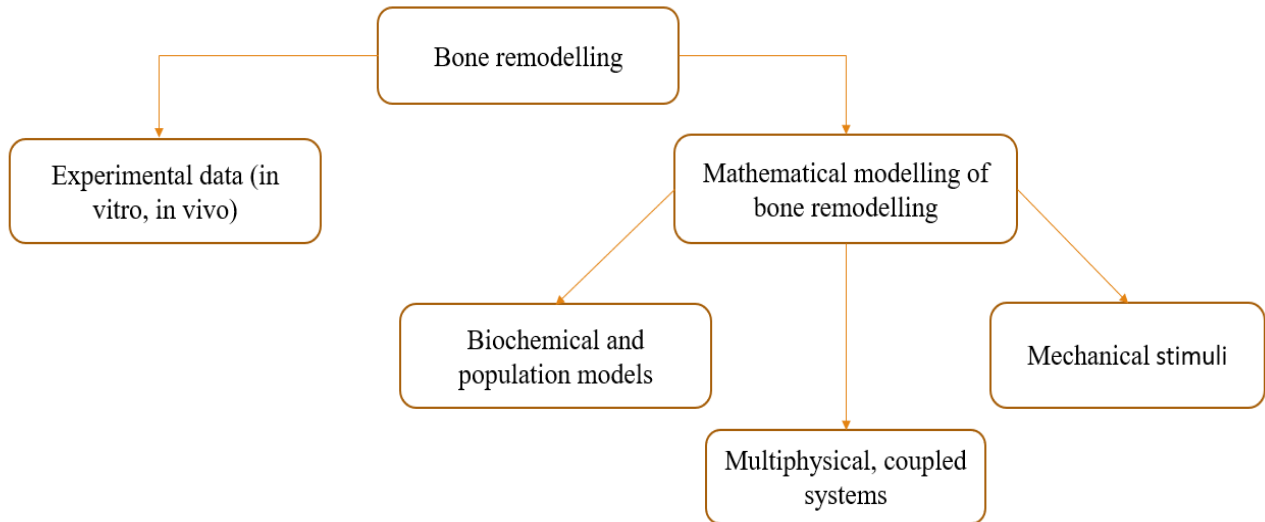 Bone remodelling
Experimental data (in
vitro, in vivo)
Mathematical modelling of
bone remodelling
Biochemical and
population models
Mechanical stimuli
Multiphysical, coupled
systems